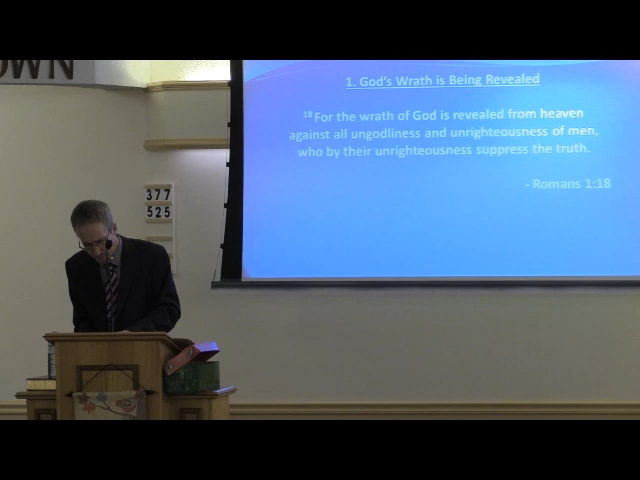 OWN
1. God's Wrath is Being Revealed
18 For the wrath of God is revealed from heaven
against all ungodliness and unrighteousness of men,
who by their unrighteousness suppress the truth.
- Romans 1:18
377
525